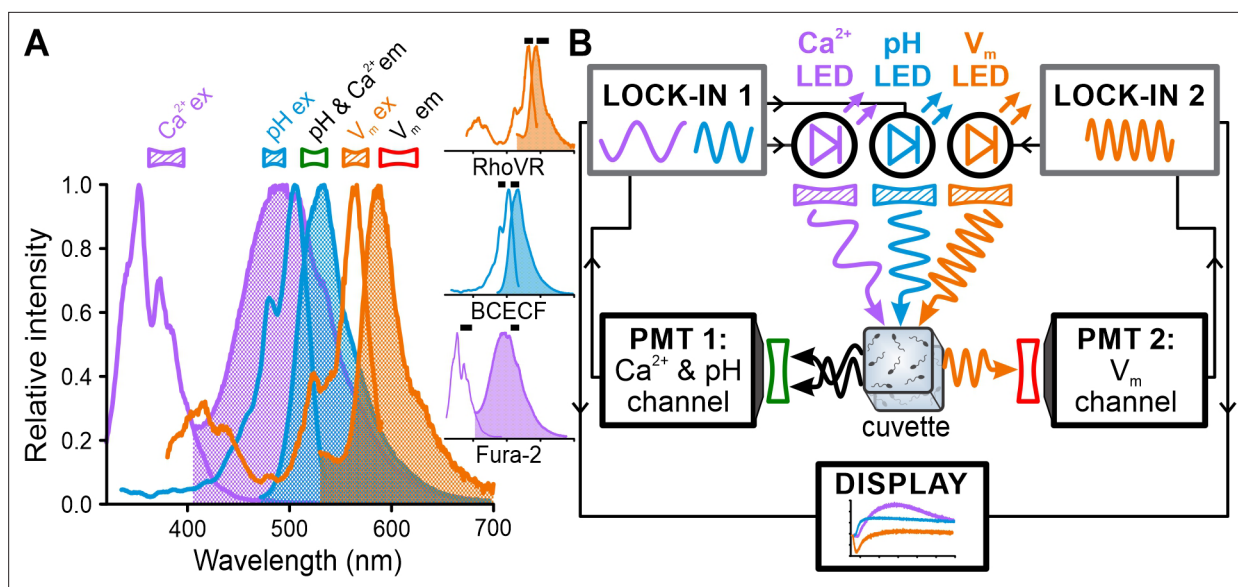 A
Ca²⁺ ex
pH ex
pH & Ca²⁺ em
Vₘ ex
Vₘ em
RhoVR
BCECF
Fura-2
1.0
0.8
0.6
0.4
0.2
0.0
Relative intensity
400
500
600
700
Wavelength (nm)
B
Ca²⁺
LED
pH
LED
Vₘ
LED
LOCK-IN 1
LOCK-IN 2
PMT 1:
Ca²⁺ & pH
channel
cuvette
PMT 2:
Vₘ
channel
DISPLAY